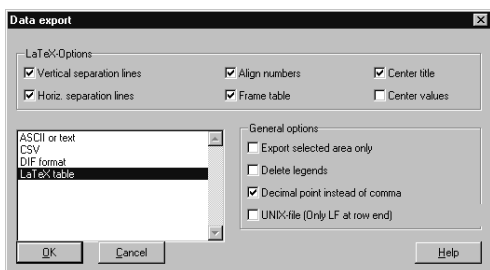 Data export
LaTeX-Options
Vertical separation lines
Align numbers
Center title
Horiz. separation lines
Frame table
Center values
ASCII or text
CSV
DIF format
LaTeX table
General options
Export selected area only
Delete legends
Decimal point instead of comma
UNIX-file (Only LF at row end)
OK
Cancel
Help